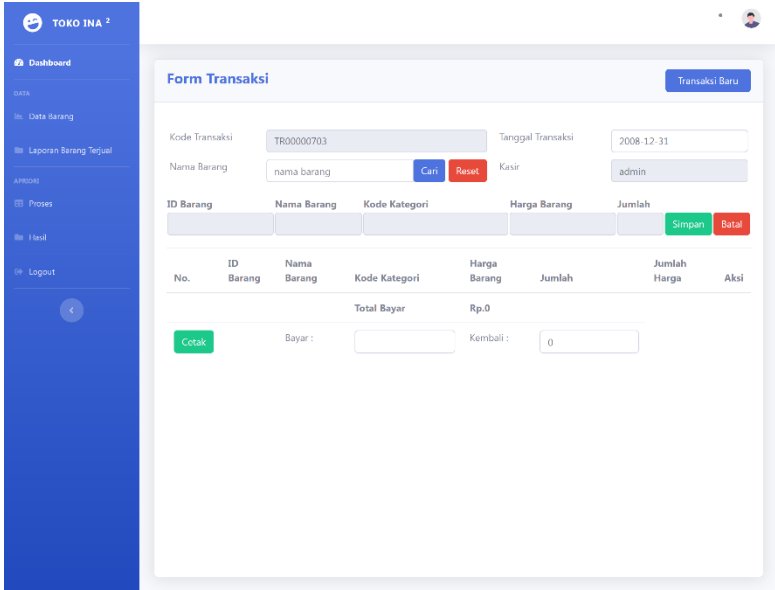 TOKO INA 2
Dashboard
DATA
Data Barang
Laporan Barang Terjual
APRIORI
Proses
Hasil
Logout
Form Transaksi
Transaksi Baru
Kode Transaksi
TR00000703
Tanggal Transaksi
2008-12-31
Nama Barang
nama barang
Cari
Reset
Kasir
admin
ID Barang
Nama Barang
Kode Kategori
Harga Barang
Jumlah
Simpan
Batal
No.
ID Barang
Nama Barang
Kode Kategori
Harga Barang
Jumlah
Jumlah Harga
Aksi
Total Bayar
Rp.0
Cetak
Bayar :
Kembali :
0